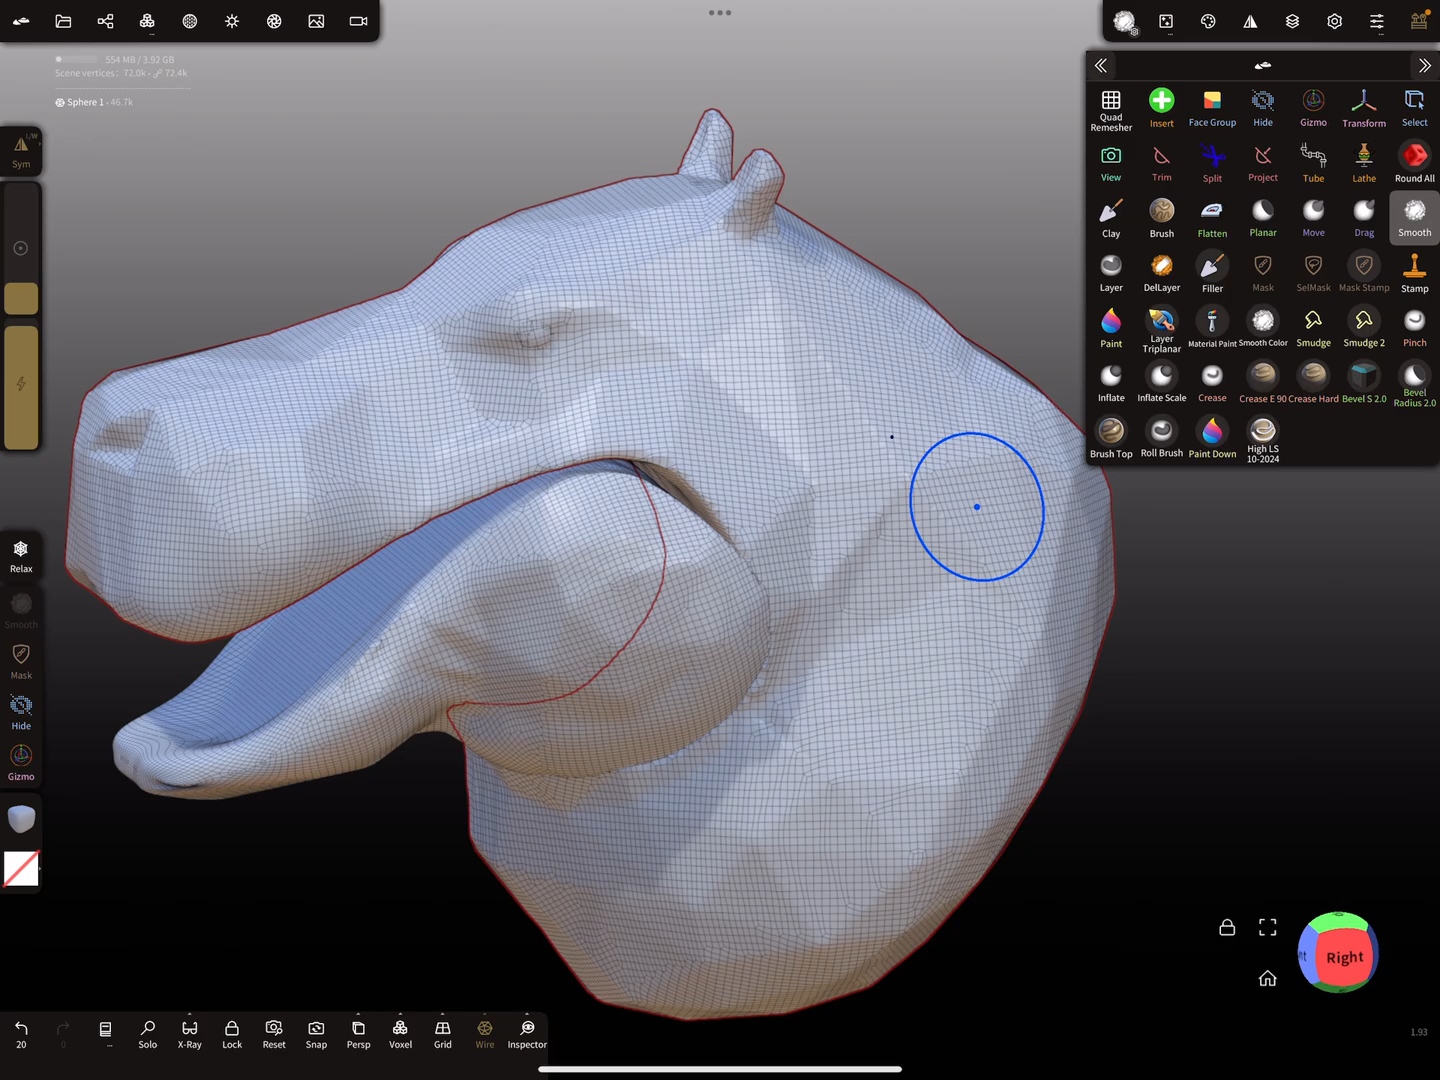 554 MB / 3.92 GB
Scene vertices: 72.0k • 72.4k
Sphere 1 • 46.7k
L/W
Sym
Relax
Smooth
Mask
Hide
Gizmo
Quad Remesher
Insert
Face Group
Hide
Gizmo
Transform
Select
View
Trim
Split
Project
Tube
Lathe
Round All
Clay
Brush
Flatten
Planar
Move
Drag
Smooth
Layer
DelLayer
Filler
Mask
SelMask
Mask Stamp
Stamp
Paint
Layer Triplanar
Material Paint
Smooth Color
Smudge
Smudge 2
Pinch
Inflate
Inflate Scale
Crease
Crease E 90
Crease Hard
Bevel S 2.0
Bevel Radius 2.0
Brush Top
Roll Brush
Paint Down
High LS 10-2024
nt
Right
1.93
20
0
...
Solo
X-Ray
Lock
Reset
Snap
Persp
Voxel
Grid
Wire
Inspector